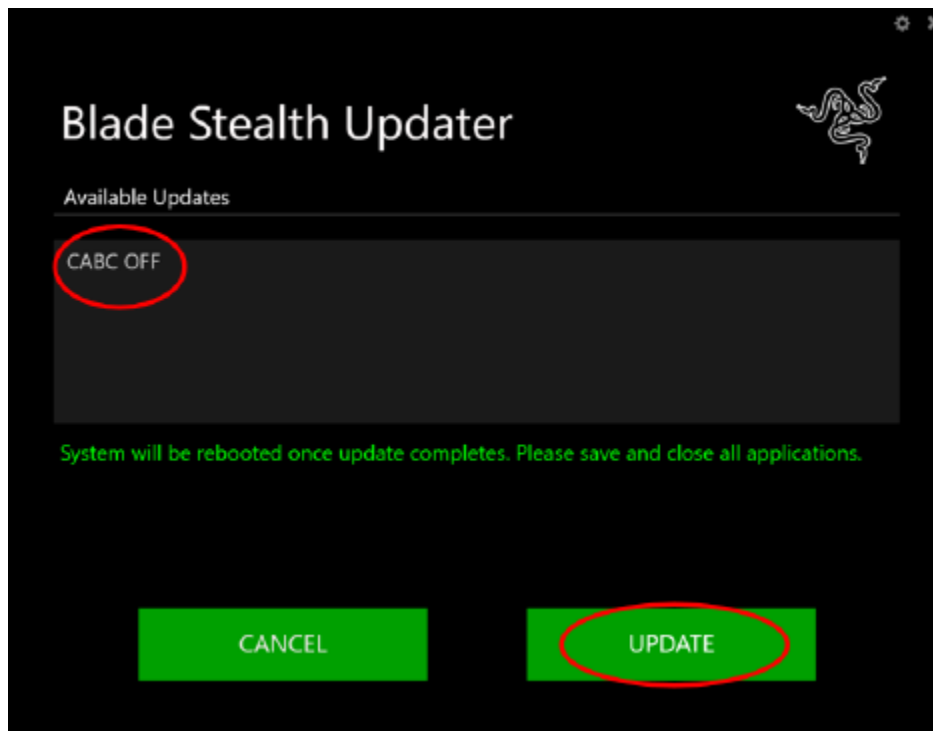 Blade Stealth Updater
Available Updates
CABC OFF
System will be rebooted once update completes. Please save and close all applications.
CANCEL
UPDATE